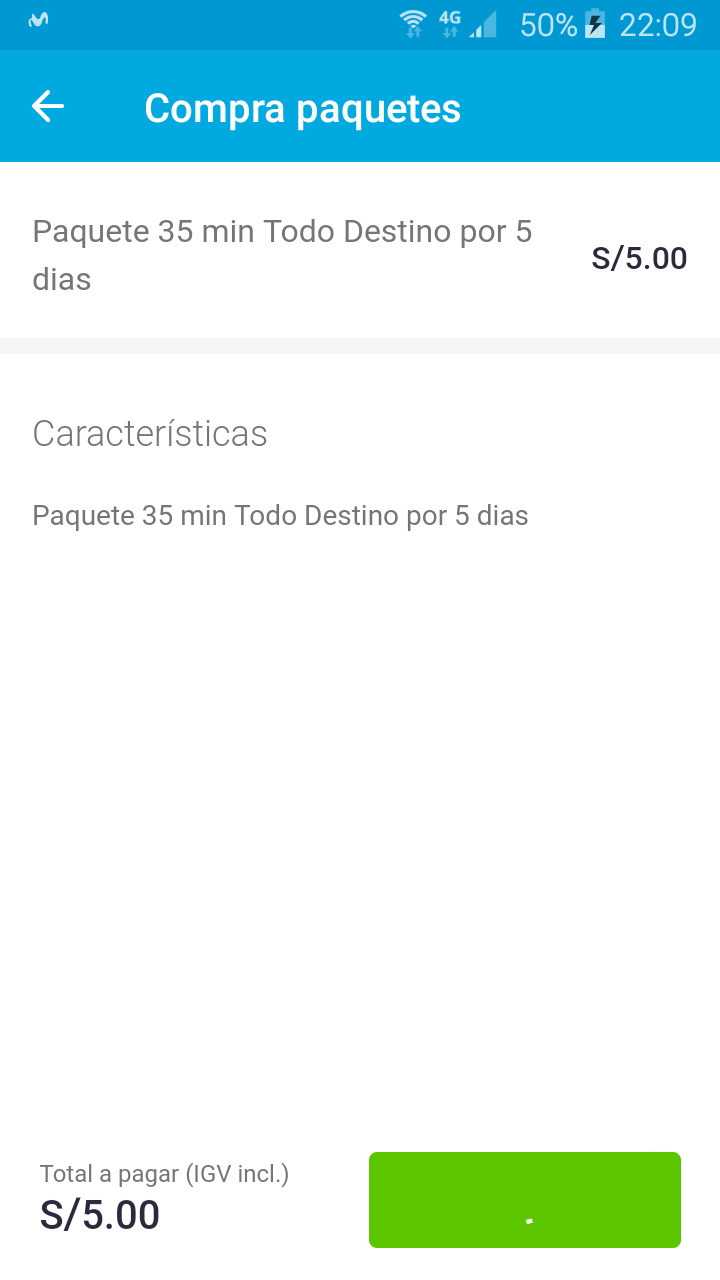 4G 50% 22:09
Compra paquetes
Paquete 35 min Todo Destino por 5
dias
S/5.00
Características
Paquete 35 min Todo Destino por 5 dias
Total a pagar (IGV incl.)
S/5.00